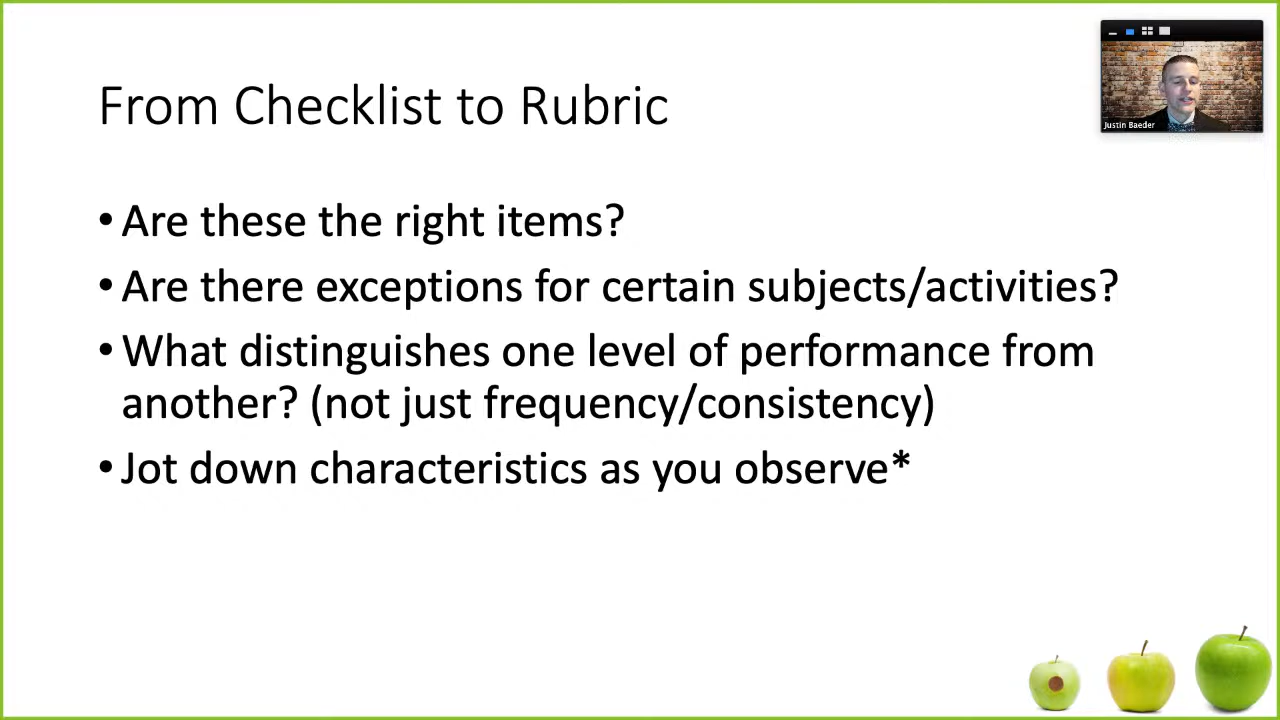 From Checklist to Rubric
Justin Baeder
• Are these the right items?
• Are there exceptions for certain subjects/activities?
• What distinguishes one level of performance from
another? (not just frequency/consistency)
• Jot down characteristics as you observe*